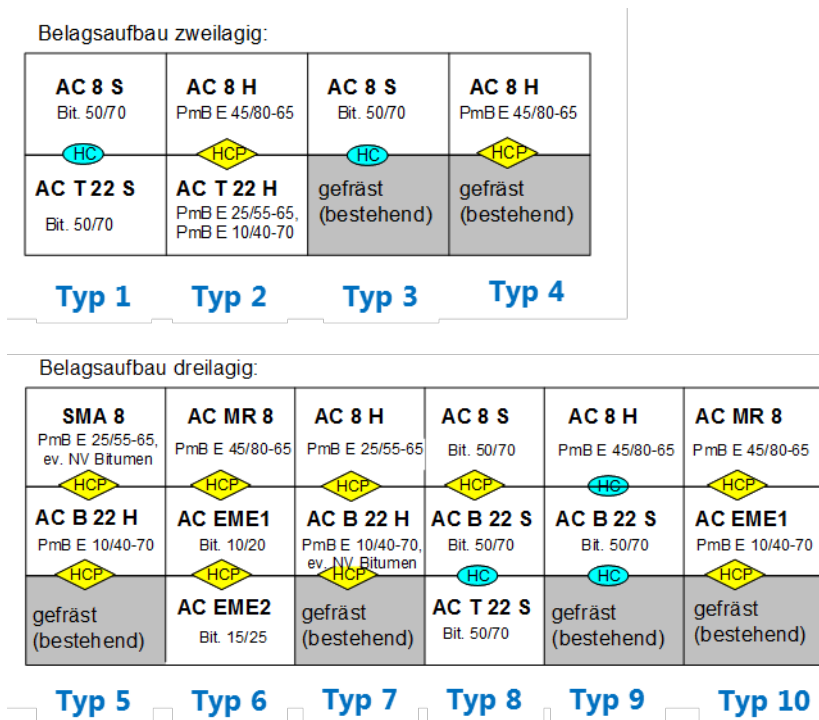 Belagsaufbau zweilagig:
AC 8 S
Bit. 50/70
AC 8 H
PmB E 45/80-65
AC 8 S
Bit. 50/70
AC 8 H
PmB E 45/80-65
HC
HCP
HC
HCP
AC T 22 S
Bit. 50/70
AC T 22 H
PmB E 25/55-65,
PmB E 10/40-70
gefräst
(bestehend)
gefräst
(bestehend)
Typ 1
Typ 2
Typ 3
Typ 4
Belagsaufbau dreilagig:
SMA 8
PmB E 25/55-65,
ev. NV Bitumen
AC MR 8
PmB E 45/80-65
AC 8 H
PmB E 25/55-65
AC 8 S
Bit. 50/70
AC 8 H
PmB E 45/80-65
AC MR 8
PmB E 45/80-65
HCP
HCP
HCP
HCP
HC
HCP
AC B 22 H
PmB E 10/40-70
AC EME1
Bit. 10/20
AC B 22 H
PmB E 10/40-70,
ev. NV Bitumen
AC B 22 S
Bit. 50/70
AC B 22 S
Bit. 50/70
AC EME1
PmB E 10/40-70
HCP
HCP
HCP
HC
HC
HCP
gefräst
(bestehend)
AC EME2
Bit. 15/25
gefräst
(bestehend)
AC T 22 S
Bit. 50/70
gefräst
(bestehend)
gefräst
(bestehend)
Typ 5
Typ 6
Typ 7
Typ 8
Typ 9
Typ 10